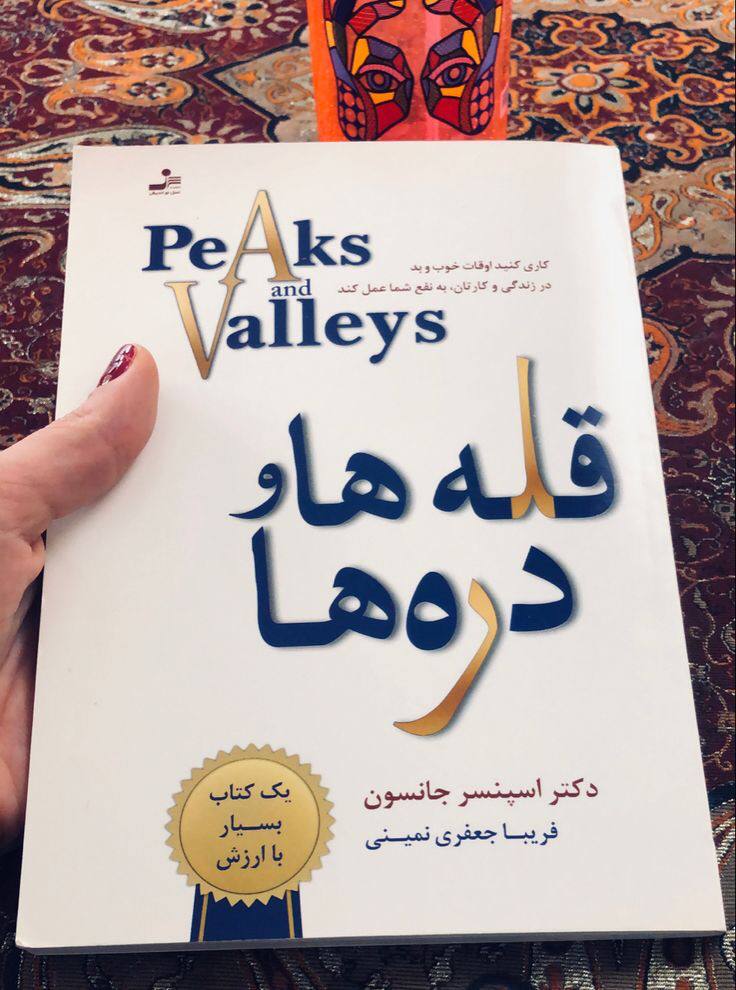 PeAks
and
Valleys
کاری کنید اوقات خوب و بد
در زندگی و کارتان، به نفع شما عمل کند
قله ها و
دره‌ها
دکتر اسپنسر جانسون
فریبا جعفری نمینی
یک کتاب
بسیار
با ارزش